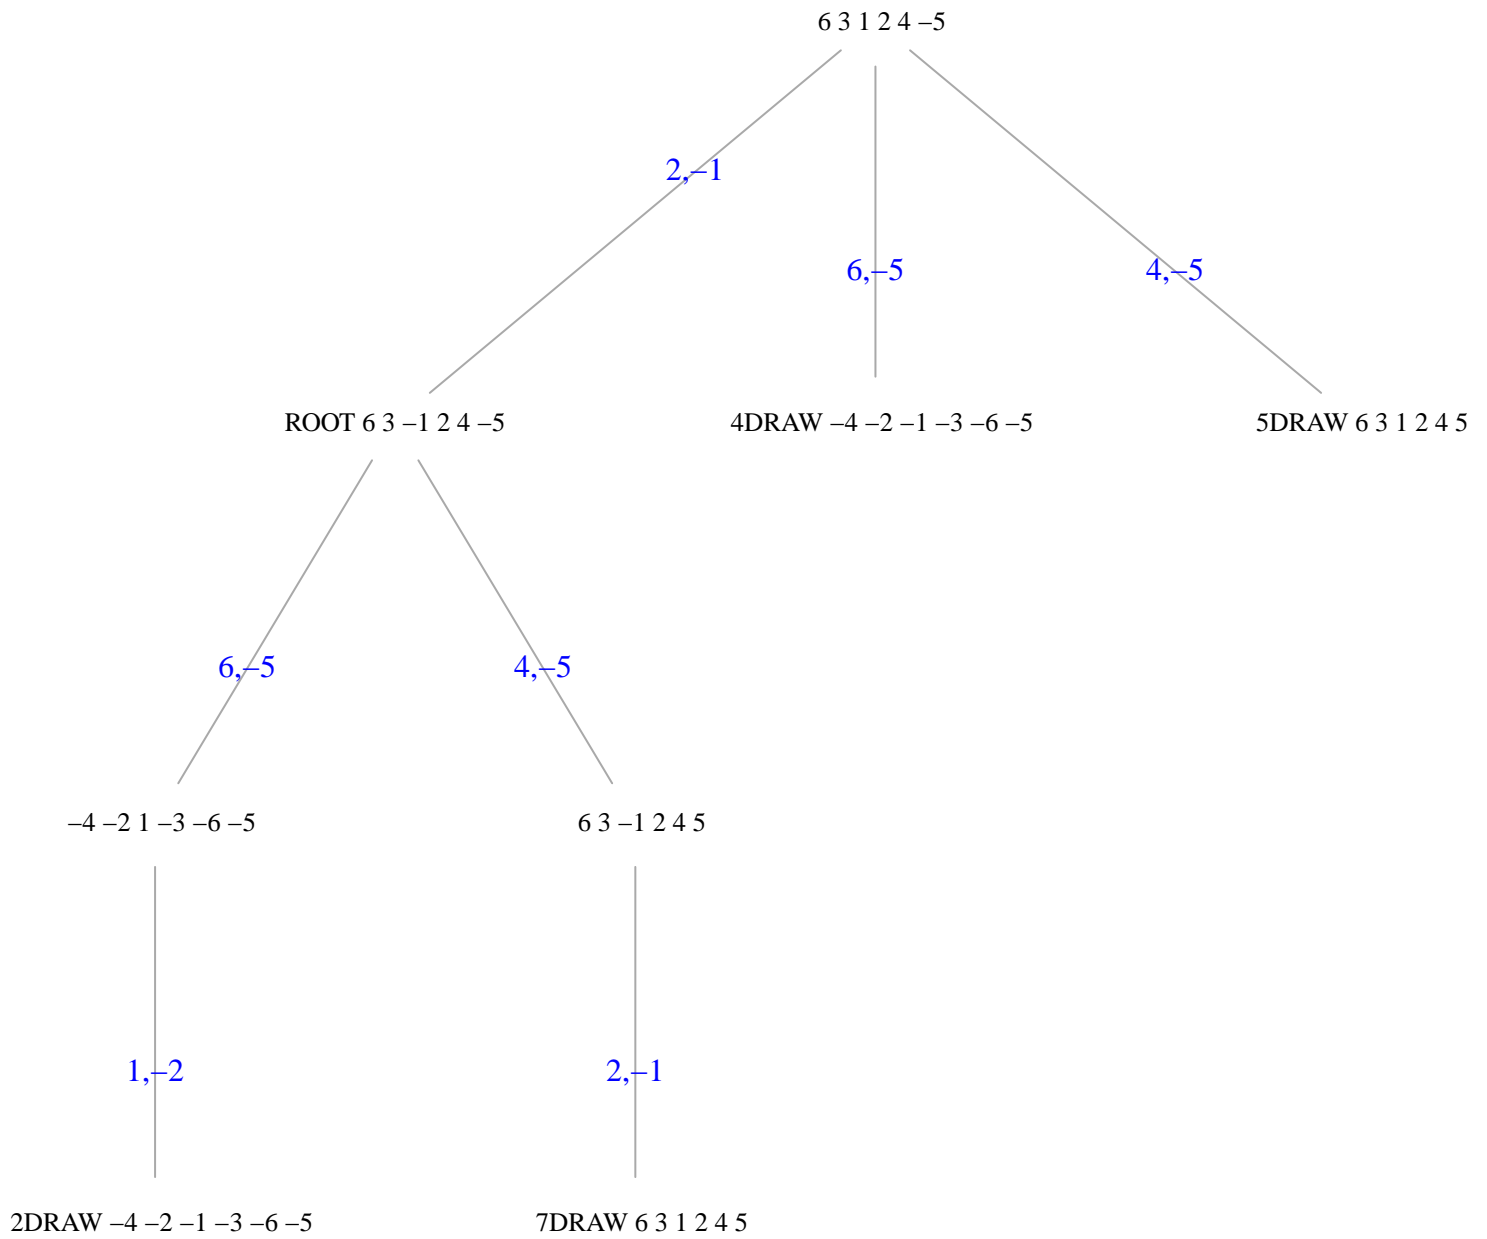 6 3 1 2 4 –5
2,–1
6,–5
4,–5
ROOT 6 3 –1 2 4 –5
4DRAW –4 –2 –1 –3 –6 –5
5DRAW 6 3 1 2 4 5
6,–5
4,–5
–4 –2 1 –3 –6 –5
6 3 –1 2 4 5
1,–2
2,–1
2DRAW –4 –2 –1 –3 –6 –5
7DRAW 6 3 1 2 4 5